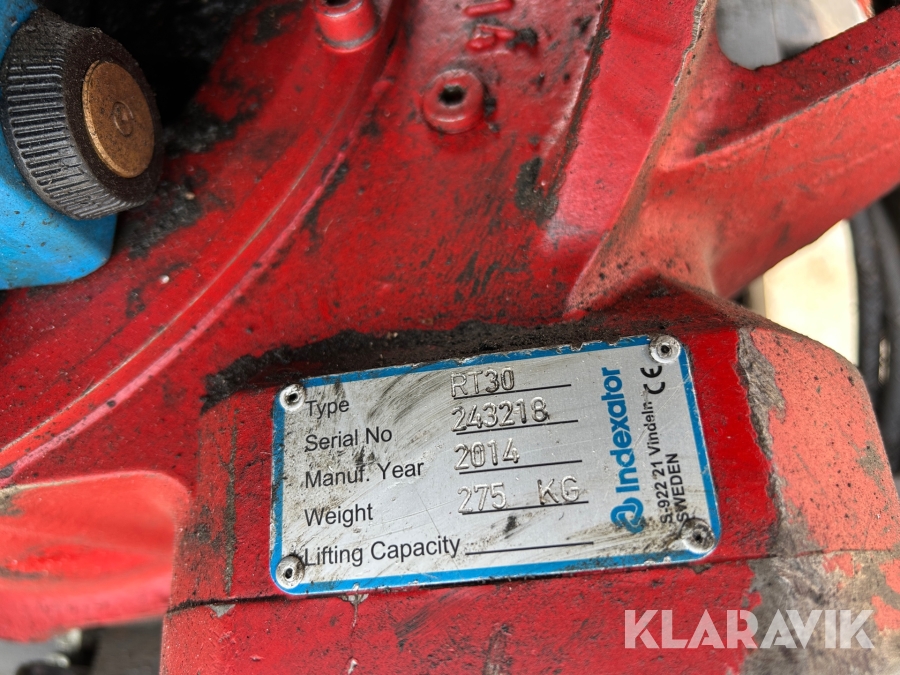 Type RT30
Serial No 243218
Manuf. Year 2014
Weight 275 KG
Lifting Capacity
Indexator CE
S-922 21 Vindeln
SWEDEN
KLARAVIK